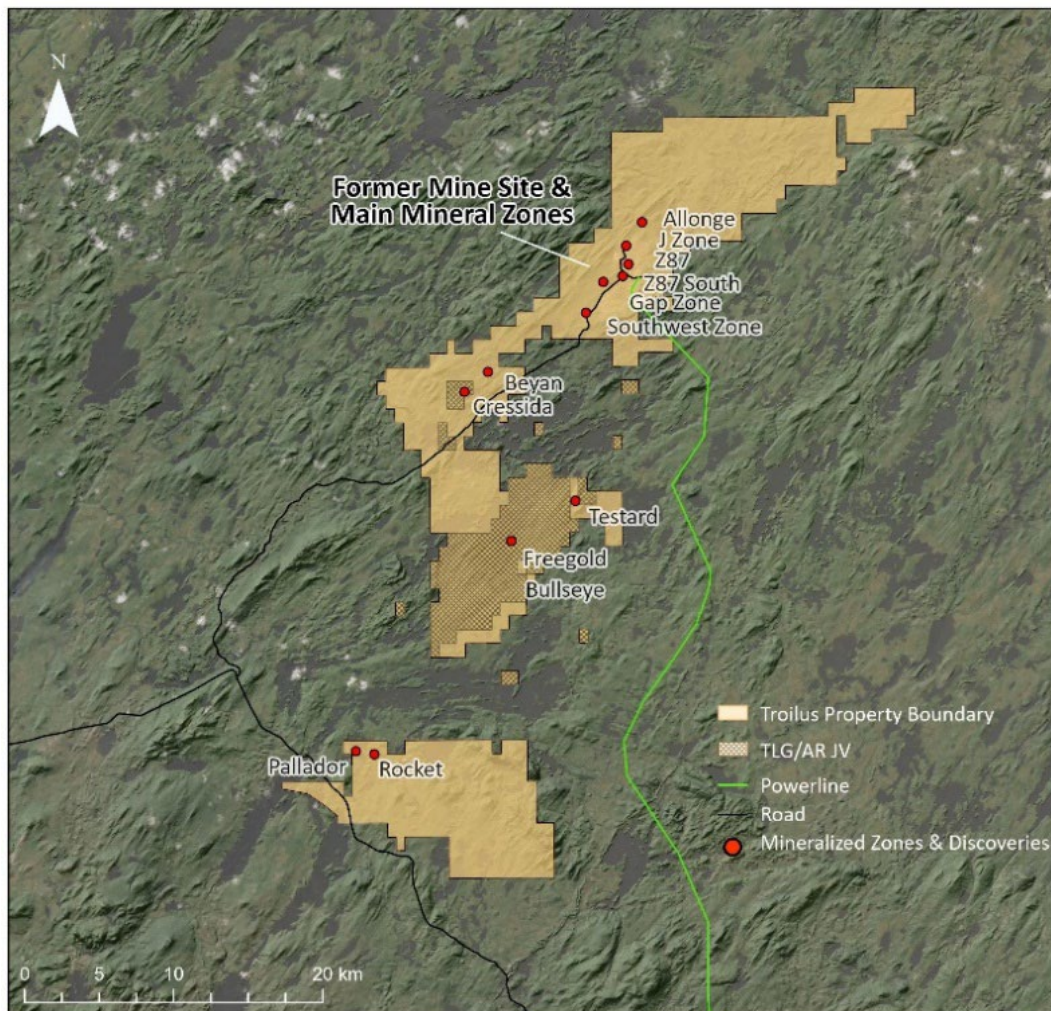 N
Former Mine Site &
Main Mineral Zones
Allonge
J Zone
Z87
Z87 South
Gap Zone
Southwest Zone
Beyan
Cressida
Testard
Freegold
Bullseye
Pallador
Rocket
Troilus Property Boundary
TLG/AR JV
Powerline
Road
Mineralized Zones & Discoveries
0 5 10 20 km